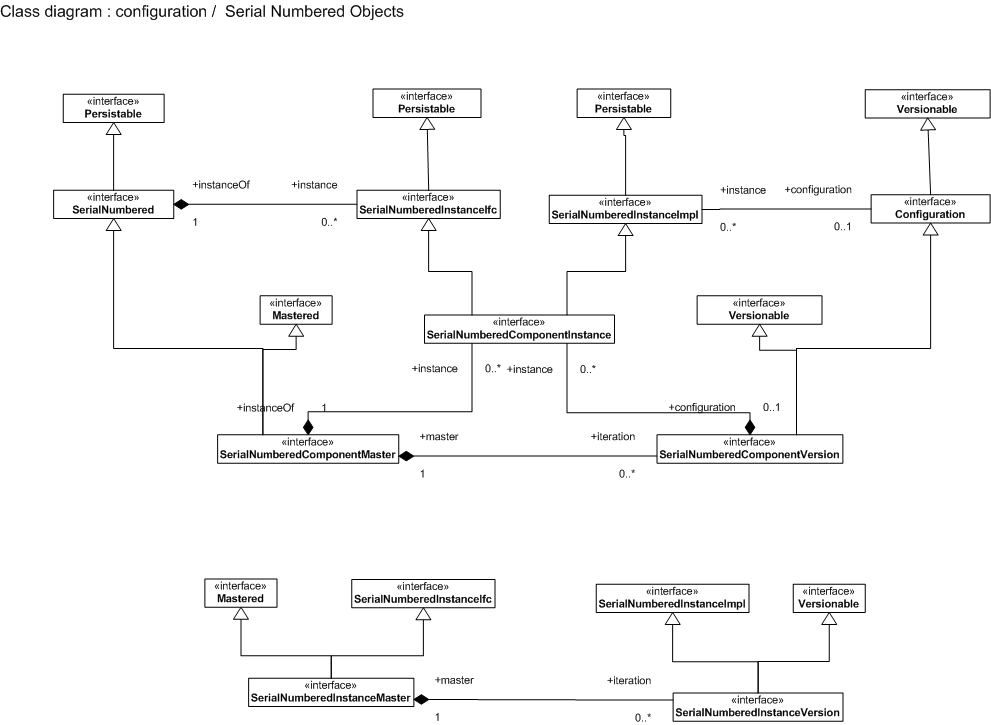 Class diagram : configuration /  Serial Numbered Objects
«interface»
Persistable
«interface»
Persistable
«interface»
Persistable
«interface»
Versionable
+instanceOf
+instance
«interface»
SerialNumbered
1
0..*
«interface»
SerialNumberedInstanceIfc
«interface»
SerialNumberedInstanceImpl
+instance
+configuration
0..*
0..1
«interface»
Configuration
«interface»
Mastered
«interface»
SerialNumberedComponentInstance
«interface»
Versionable
+instance
0..*
+instance
0..*
+instanceOf
1
+configuration
0..1
«interface»
SerialNumberedComponentMaster
+master
+iteration
1
0..*
«interface»
SerialNumberedComponentVersion
«interface»
Mastered
«interface»
SerialNumberedInstanceIfc
«interface»
SerialNumberedInstanceImpl
«interface»
Versionable
«interface»
SerialNumberedInstanceMaster
+master
+iteration
1
0..*
«interface»
SerialNumberedInstanceVersion